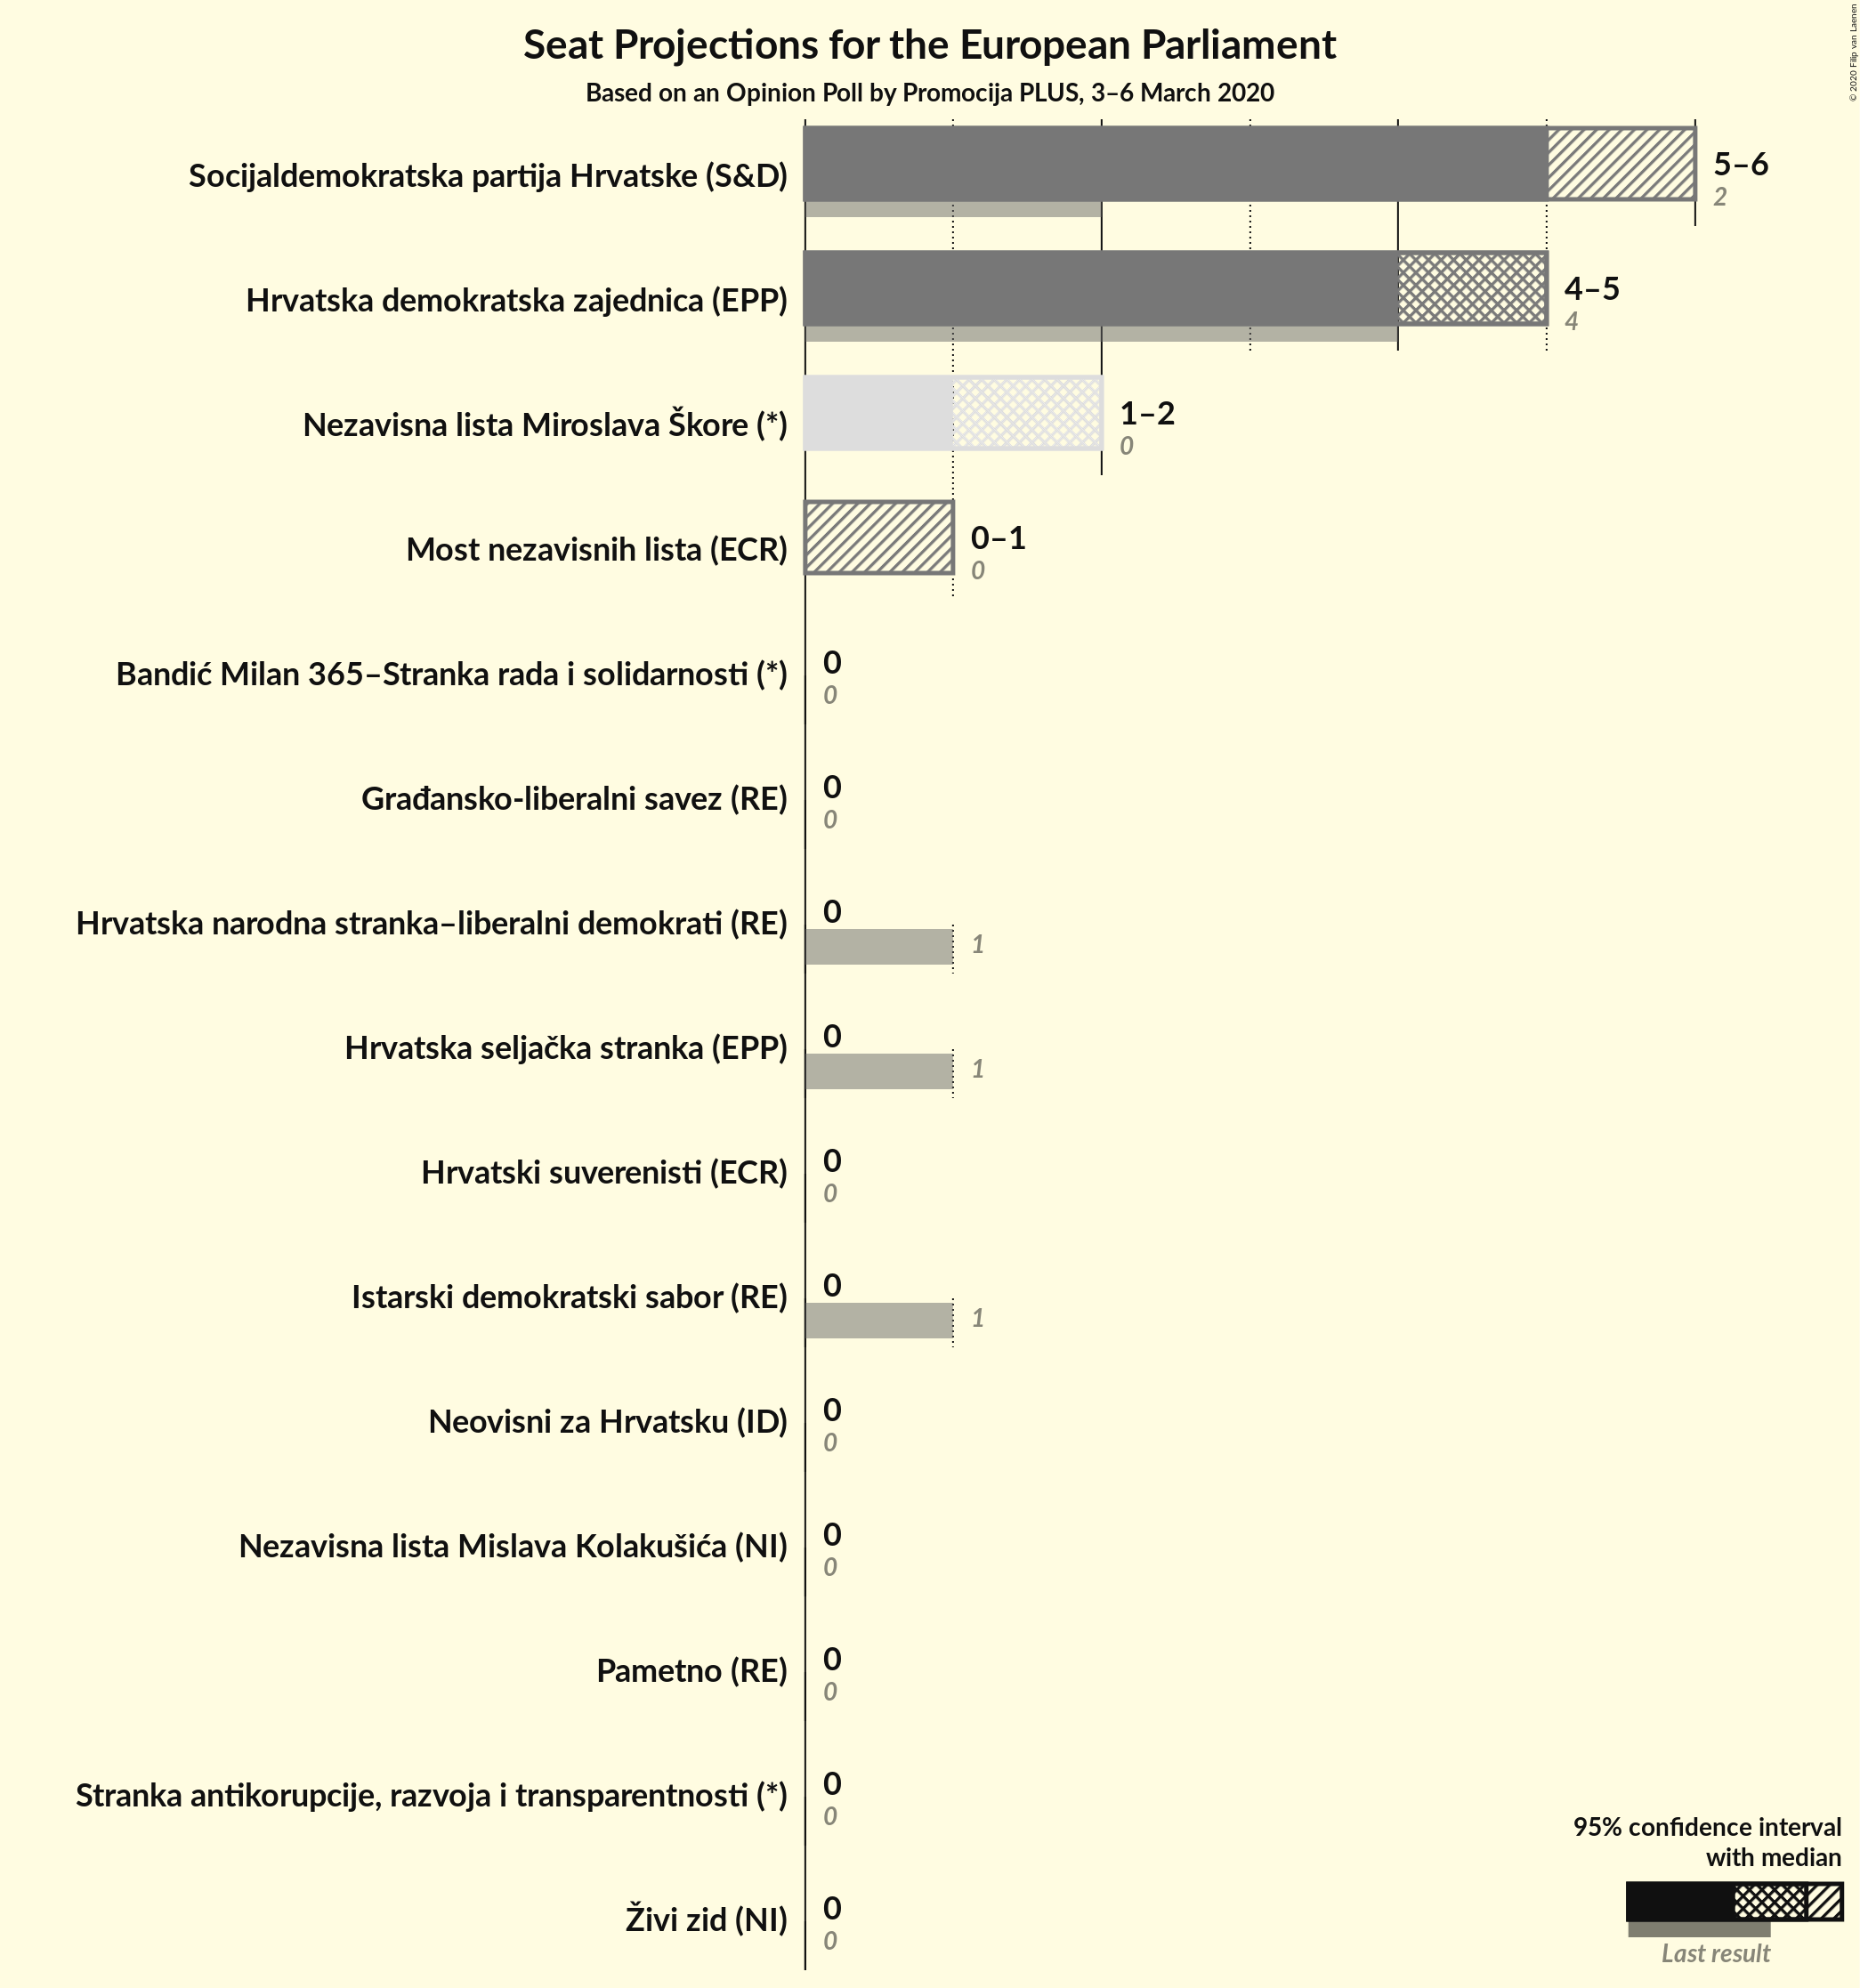 Seat Projections for the European Parliament
Based on an Opinion Poll by Promocija PLUS, 3–6 March 2020
© 2020 Filip van Laenen
Socijaldemokratska partija Hrvatske (S&D)
5–6
2
Hrvatska demokratska zajednica (EPP)
4–5
4
Nezavisna lista Miroslava Škore (*)
1–2
0
Most nezavisnih lista (ECR)
0–1
0
Bandić Milan 365–Stranka rada i solidarnosti (*)
0
0
Građansko-liberalni savez (RE)
0
0
Hrvatska narodna stranka–liberalni demokrati (RE)
0
1
Hrvatska seljačka stranka (EPP)
0
1
Hrvatski suverenisti (ECR)
0
0
Istarski demokratski sabor (RE)
0
1
Neovisni za Hrvatsku (ID)
0
0
Nezavisna lista Mislava Kolakušića (NI)
0
0
Pametno (RE)
0
0
Stranka antikorupcije, razvoja i transparentnosti (*)
0
0
Živi zid (NI)
0
0
95% confidence interval
with median
Last result